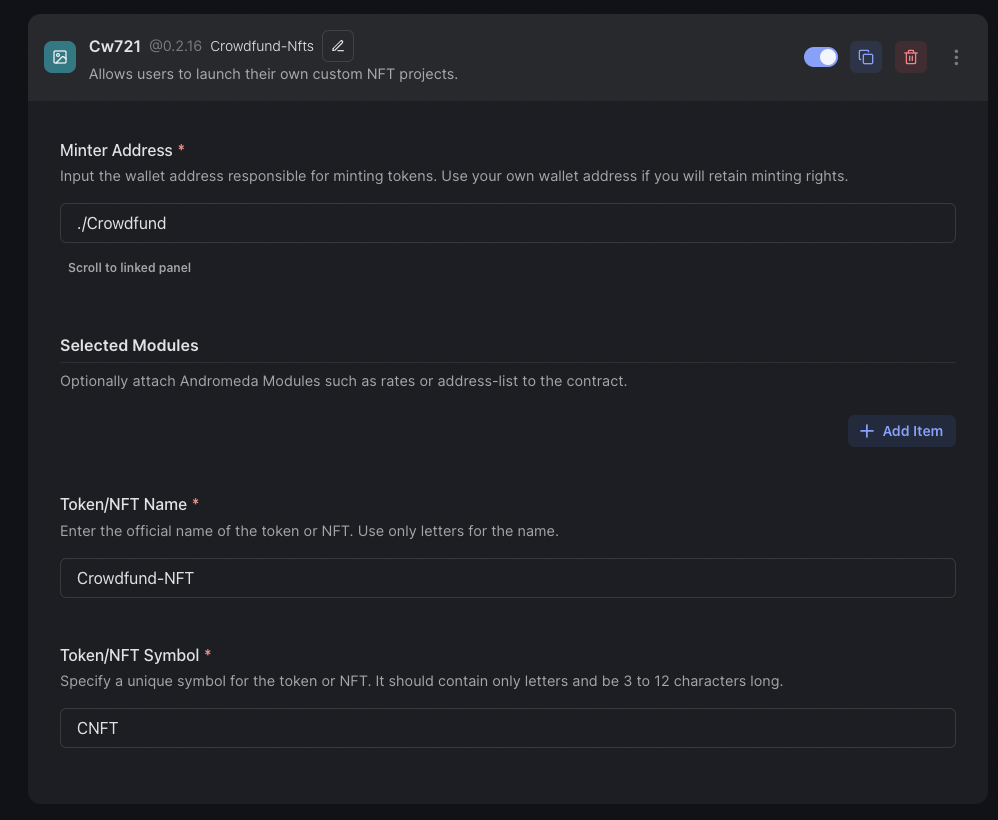 Cw721 @0.2.16 Crowdfund-Nfts
Allows users to launch their own custom NFT projects.
Minter Address *
Input the wallet address responsible for minting tokens. Use your own wallet address if you will retain minting rights.
./Crowdfund
Scroll to linked panel
Selected Modules
Optionally attach Andromeda Modules such as rates or address-list to the contract.
+ Add Item
Token/NFT Name *
Enter the official name of the token or NFT. Use only letters for the name.
Crowdfund-NFT
Token/NFT Symbol *
Specify a unique symbol for the token or NFT. It should contain only letters and be 3 to 12 characters long.
CNFT